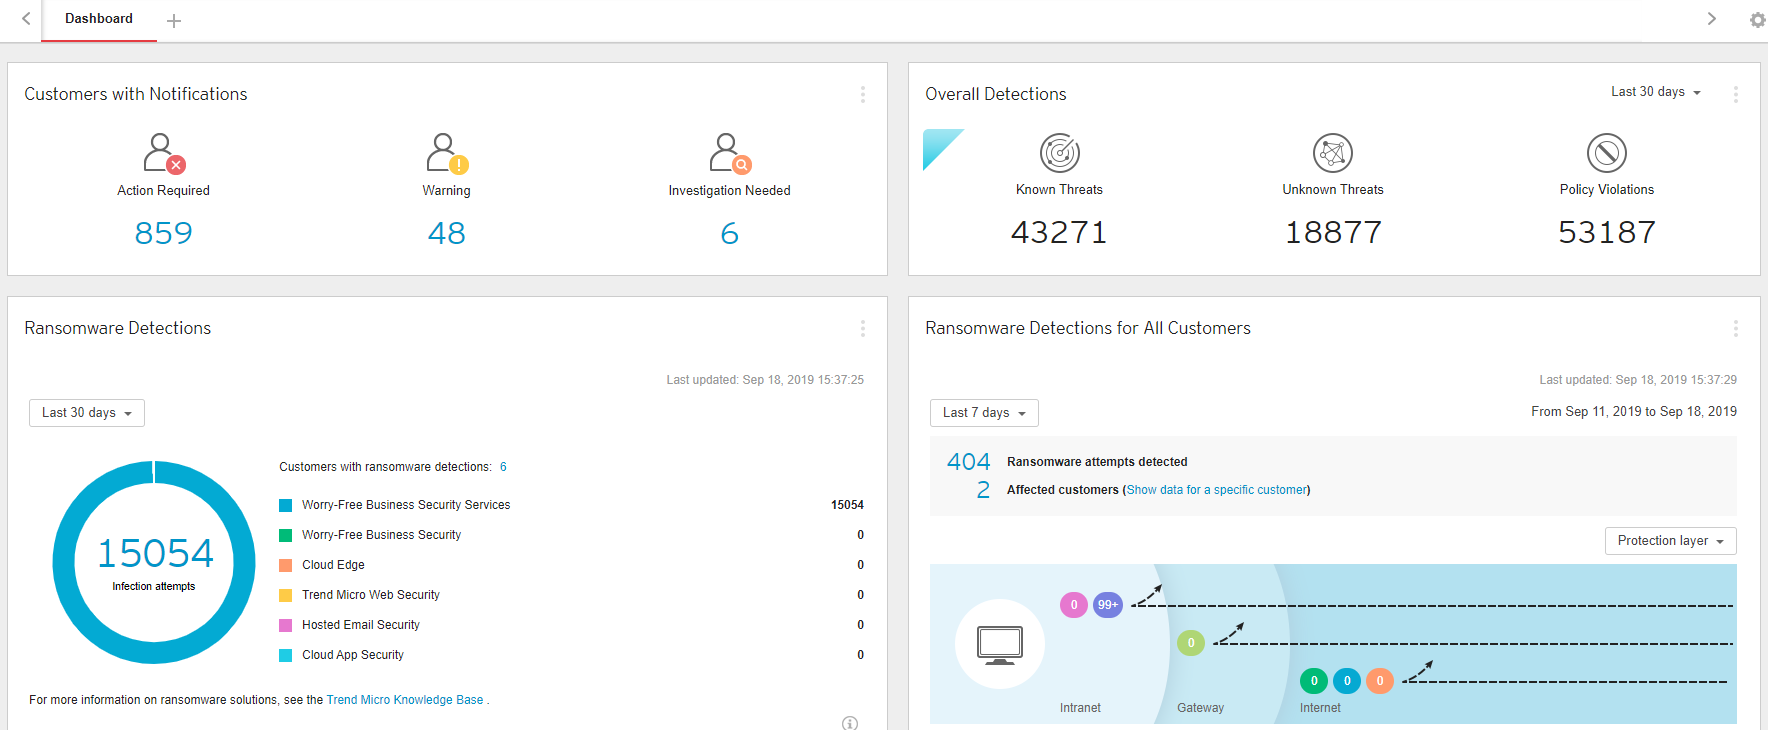 Dashboard
Customers with Notifications
Action Required
Warning
Investigation Needed
859
48
6
Overall Detections
Last 30 days
Known Threats
Unknown Threats
Policy Violations
43271
18877
53187
Ransomware Detections
Last updated: Sep 18, 2019 15:37:25
Last 30 days
15054
Infection attempts
Customers with ransomware detections: 6
Worry-Free Business Security Services 15054
Worry-Free Business Security 0
Cloud Edge 0
Trend Micro Web Security 0
Hosted Email Security 0
Cloud App Security 0
For more information on ransomware solutions, see the Trend Micro Knowledge Base .
Ransomware Detections for All Customers
Last updated: Sep 18, 2019 15:37:29
Last 7 days
From Sep 11, 2019 to Sep 18, 2019
404 Ransomware attempts detected
2 Affected customers (Show data for a specific customer)
Protection layer
0 99+
0
0 0 0
Intranet
Gateway
Internet